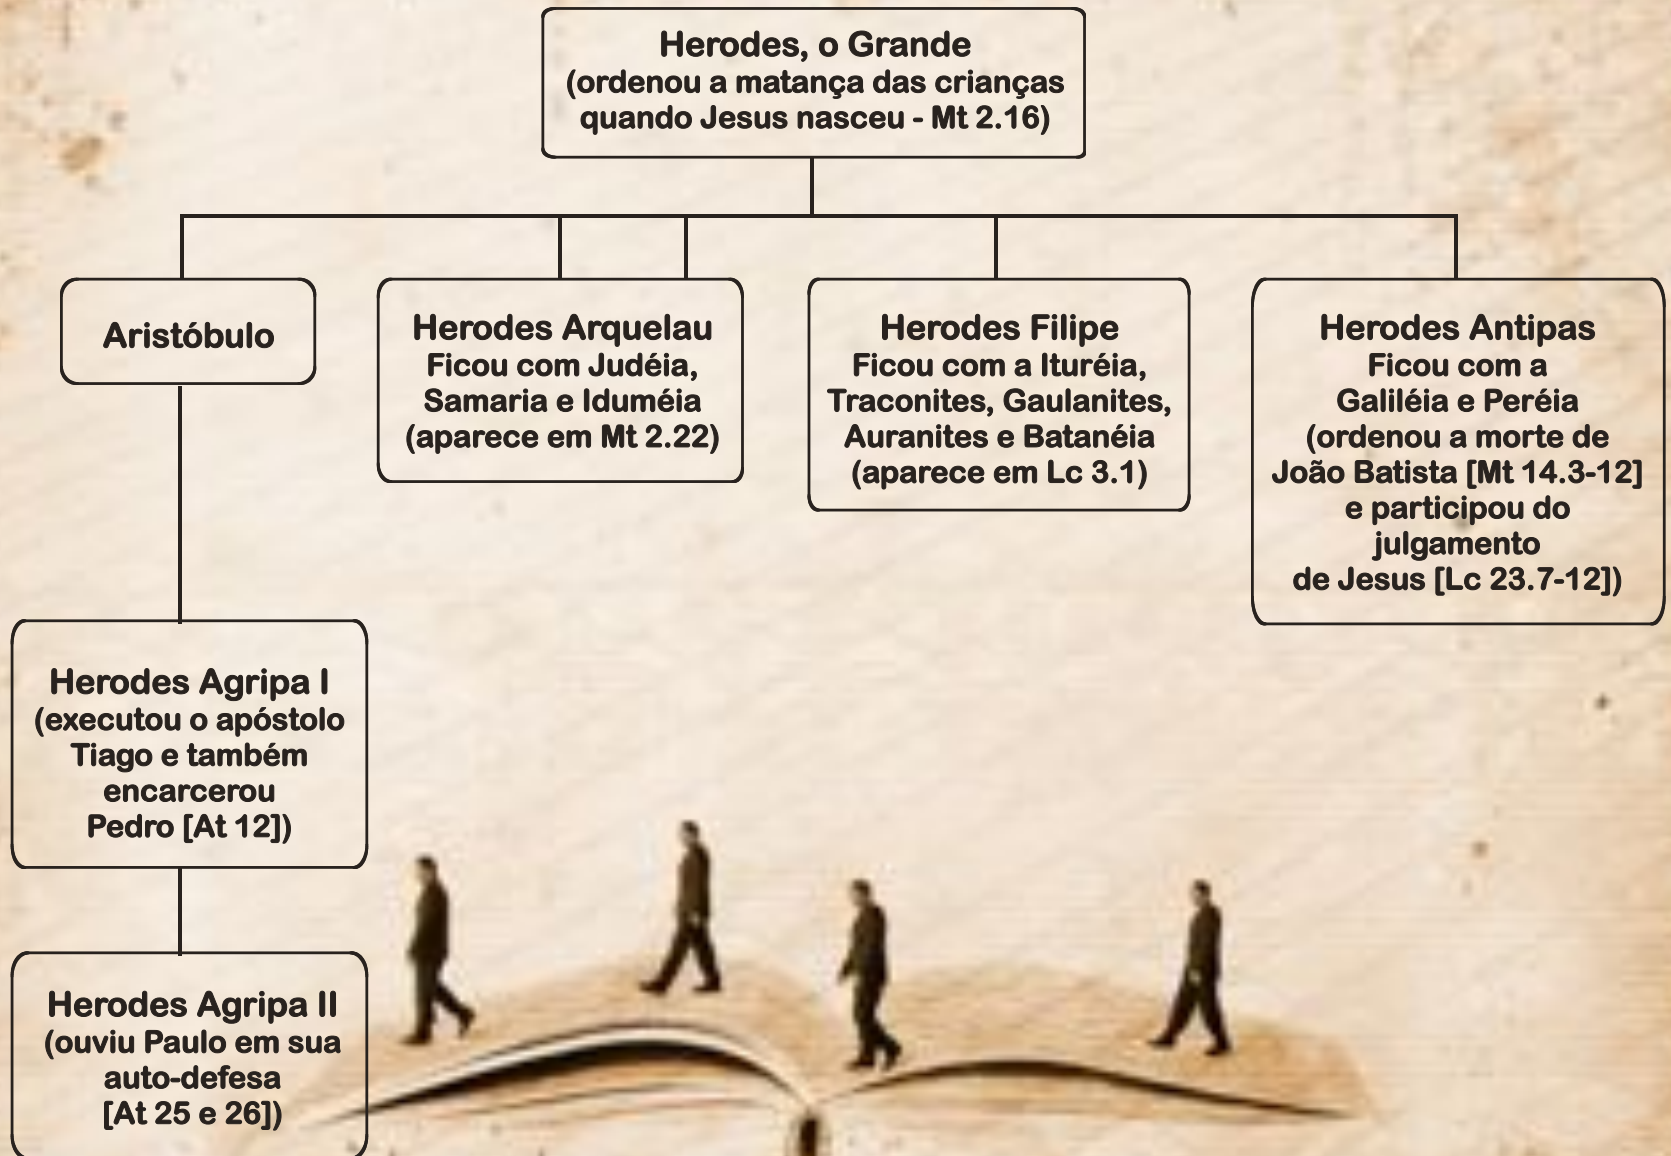 Herodes, o Grande
(ordenou a matança das crianças
quando Jesus nasceu - Mt 2.16)
Aristóbulo
Herodes Arquelau
Ficou com Judéia,
Samaria e Iduméia
(aparece em Mt 2.22)
Herodes Filipe
Ficou com a Ituréia,
Traconites, Gaulanites,
Auranites e Batanéia
(aparece em Lc 3.1)
Herodes Antipas
Ficou com a
Galiléia e Peréia
(ordenou a morte de
João Batista [Mt 14.3-12]
e participou do
julgamento
de Jesus [Lc 23.7-12])
Herodes Agripa I
(executou o apóstolo
Tiago e também
encarcerou
Pedro [At 12])
Herodes Agripa II
(ouviu Paulo em sua
auto-defesa
[At 25 e 26])